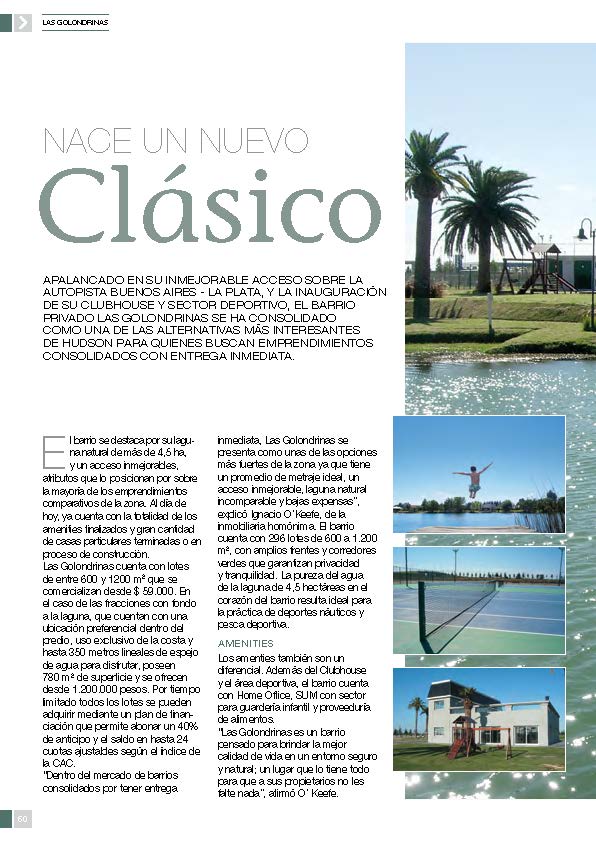 LAS GOLONDRINAS
NACE UN NUEVO
Clásico
APALANCADO EN SU INMEJORABLE ACCESO SOBRE LA
AUTOPISTA BUENOS AIRES - LA PLATA, Y LA INAUGURACIÓN
DE SU CLUBHOUSE Y SECTOR DEPORTIVO, EL BARRIO
PRIVADO LAS GOLONDRINAS SE HA CONSOLIDADO
COMO UNA DE LAS ALTERNATIVAS MÁS INTERESANTES
DE HUDSON PARA QUIENES BUSCAN EMPRENDIMIENTOS
CONSOLIDADOS CON ENTREGA INMEDIATA.
El barrio se destaca por su lagu-
na natural de más de 4,5 ha,
y un acceso inmejorables,
atributos que lo posicionan por sobre
la mayoría de los emprendimientos
comparativos de la zona. Al día de
hoy, ya cuenta con la totalidad de los
amenities finalizados y gran cantidad
de casas particulares terminadas o en
proceso de construcción.
Las Golondrinas cuenta con lotes
de entre 600 y 1200 m² que se
comercializan desde $ 59.000. En
el caso de las fracciones con fondo
a la laguna, que cuentan con una
ubicación preferencial dentro del
predio, uso exclusivo de la costa y
hasta 350 metros lineales de espejo
de agua para disfrutar, poseen
780 m² de superficie y se ofrecen
desde 1.200.000 pesos. Por tiempo
limitado todos los lotes se pueden
adquirir mediante un plan de finan-
ciación que permite abonar un 40%
de anticipo y el saldo en hasta 24
cuotas ajustables según el índice de
la CAC.
"Dentro del mercado de barrios
consolidados por tener entrega
inmediata, Las Golondrinas se
presenta como unas de las opciones
más fuertes de la zona ya que tiene
un promedio de metraje ideal, un
acceso inmejorable, laguna natural
incomparable y bajas expensas",
explicó Ignacio O´Keefe, de la
inmobiliaria homónima. El barrio
cuenta con 296 lotes de 600 a 1.200
m², con amplios frentes y corredores
verdes que garantizan privacidad
y tranquilidad. La pureza del agua
de la laguna de 4,5 hectáreas en el
corazón del barrio resulta ideal para
la práctica de deportes náuticos y
pesca deportiva.
AMENITIES
Los amenties también son un
diferencial. Además del Clubhouse
y el área deportiva, el barrio cuenta
con Home Office, SUM con sector
para guardería infantil y proveeduría
de alimentos.
"Las Golondrinas es un barrio
pensado para brindar la mejor
calidad de vida en un entorno seguro
y natural; un lugar que lo tiene todo
para que a sus propietarios no les
falte nada", afirmó O´ Keefe.
60